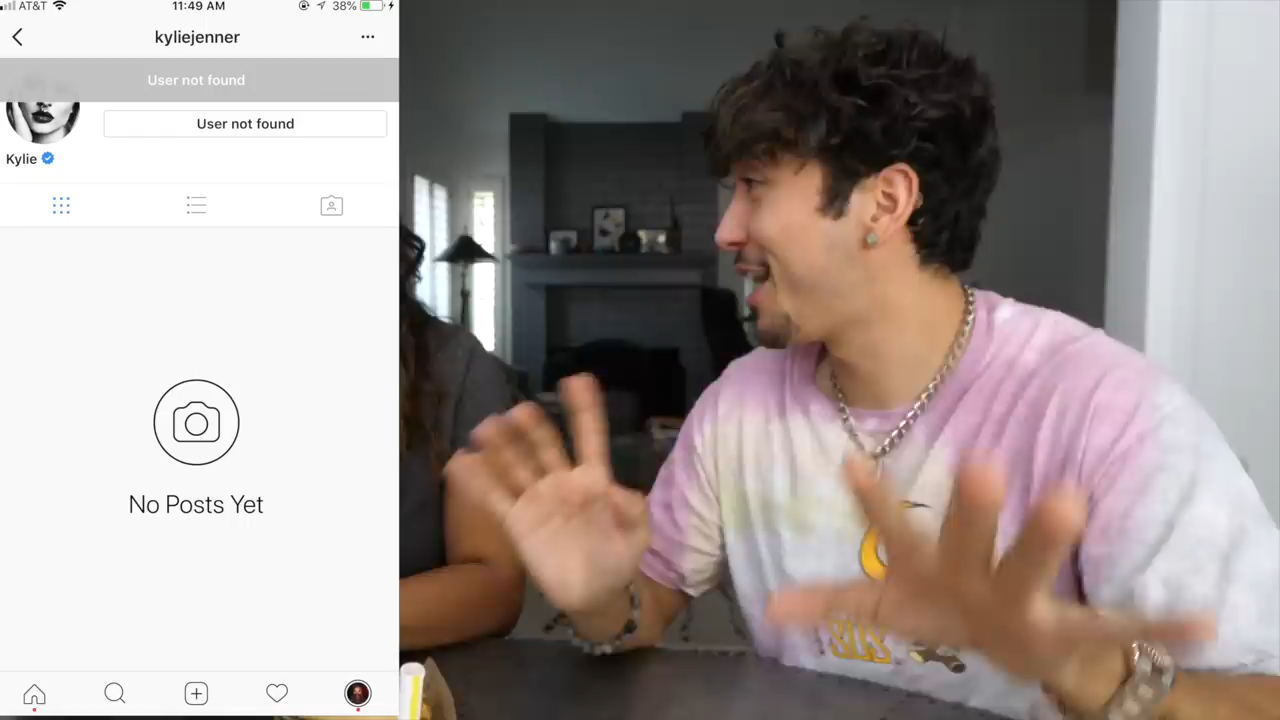 AT&T 11:49 AM 38%
kyliejenner
User not found
User not found
Kylie
No Posts Yet